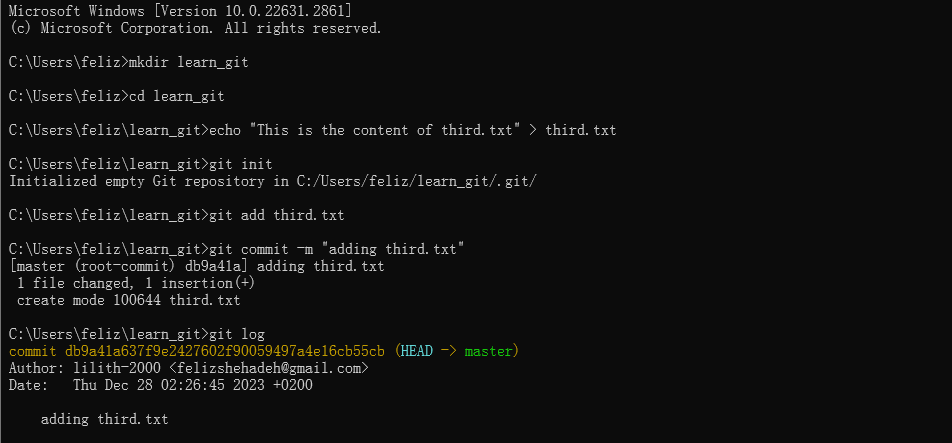 Microsoft Windows [Version 10.0.22631.2861]
(c) Microsoft Corporation. All rights reserved.
C:\Users\feliz>mkdir learn_git
C:\Users\feliz>cd learn_git
C:\Users\feliz\learn_git>echo "This is the content of third.txt" > third.txt
C:\Users\feliz\learn_git>git init
Initialized empty Git repository in C:/Users/feliz/learn_git/.git/
C:\Users\feliz\learn_git>git add third.txt
C:\Users\feliz\learn_git>git commit -m "adding third.txt"
[master (root-commit) db9a41a] adding third.txt
 1 file changed, 1 insertion(+)
 create mode 100644 third.txt
C:\Users\feliz\learn_git>git log
commit db9a41a637f9e2427602f90059497a4e16cb55cb (HEAD -> master)
Author: lilith-2000 <felizshehadeh@gmail.com>
Date:   Thu Dec 28 02:26:45 2023 +0200
    adding third.txt